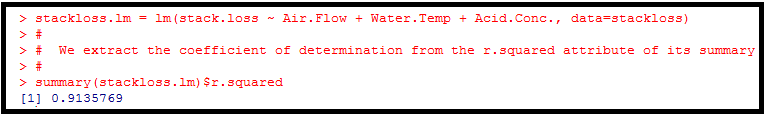 > stackloss.lm = lm(stack.loss ~ Air.Flow + Water.Temp + Acid.Conc., data=stackloss)
> #
> #  We extract the coefficient of determination from the r.squared attribute of its summary
> #
> summary(stackloss.lm)$r.squared
[1] 0.9135769